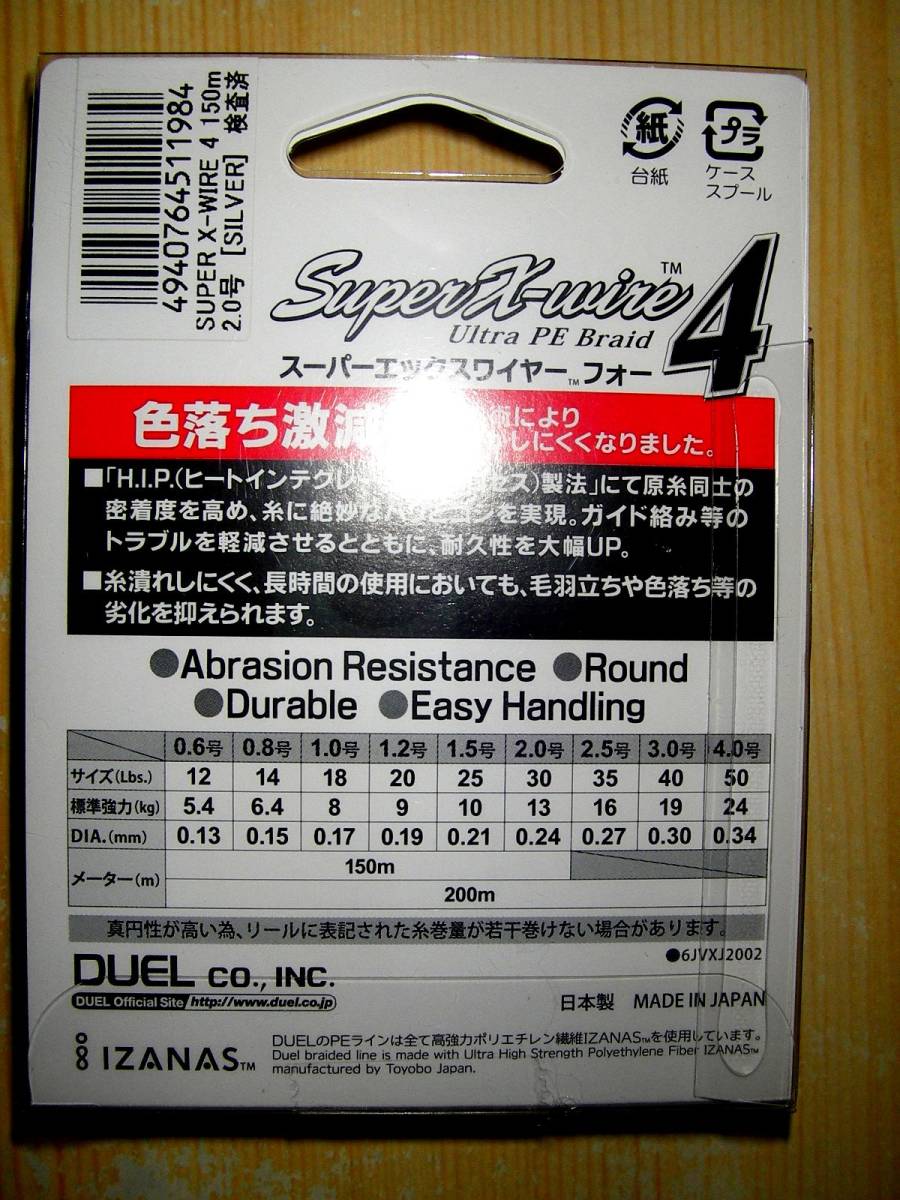 4940764511984
SUPER X-WIRE 4 150m
2.0号 [SILVER] 検査済
紙
台紙
プラ
ケース
スプール
Super X-wire™ 4
Ultra PE Braid
スーパーエックスワイヤー™フォー
色落ち激減
により
しにくくなりました。
■「H.I.P.(ヒートインテグレ セス)製法」にて原糸同士の
密着度を高め、糸に絶妙な を実現。ガイド絡み等の
トラブルを軽減させるとともに、耐久性を大幅UP。
■糸潰れしにくく、長時間の使用においても、毛羽立ちや色落ち等の
劣化を抑えられます。
●Abrasion Resistance ●Round
●Durable ●Easy Handling
0.6号 0.8号 1.0号 1.2号 1.5号 2.0号 2.5号 3.0号 4.0号
サイズ(Lbs.) 12 14 18 20 25 30 35 40 50
標準強力(kg) 5.4 6.4 8 9 10 13 16 19 24
DIA.(mm) 0.13 0.15 0.17 0.19 0.21 0.24 0.27 0.30 0.34
メーター(m) 150m
200m
真円性が高い為、リールに表記された糸巻量が若干巻けない場合があります。
●6JVXJ2002
DUEL CO., INC.
DUEL Official Site http://www.duel.co.jp
日本製 MADE IN JAPAN
IZANAS™
DUELのPEラインは全て高強力ポリエチレン繊維IZANAS™を使用しています。
Duel braided line is made with Ultra High Strength Polyethylene Fiber IZANAS™
manufactured by Toyobo Japan.